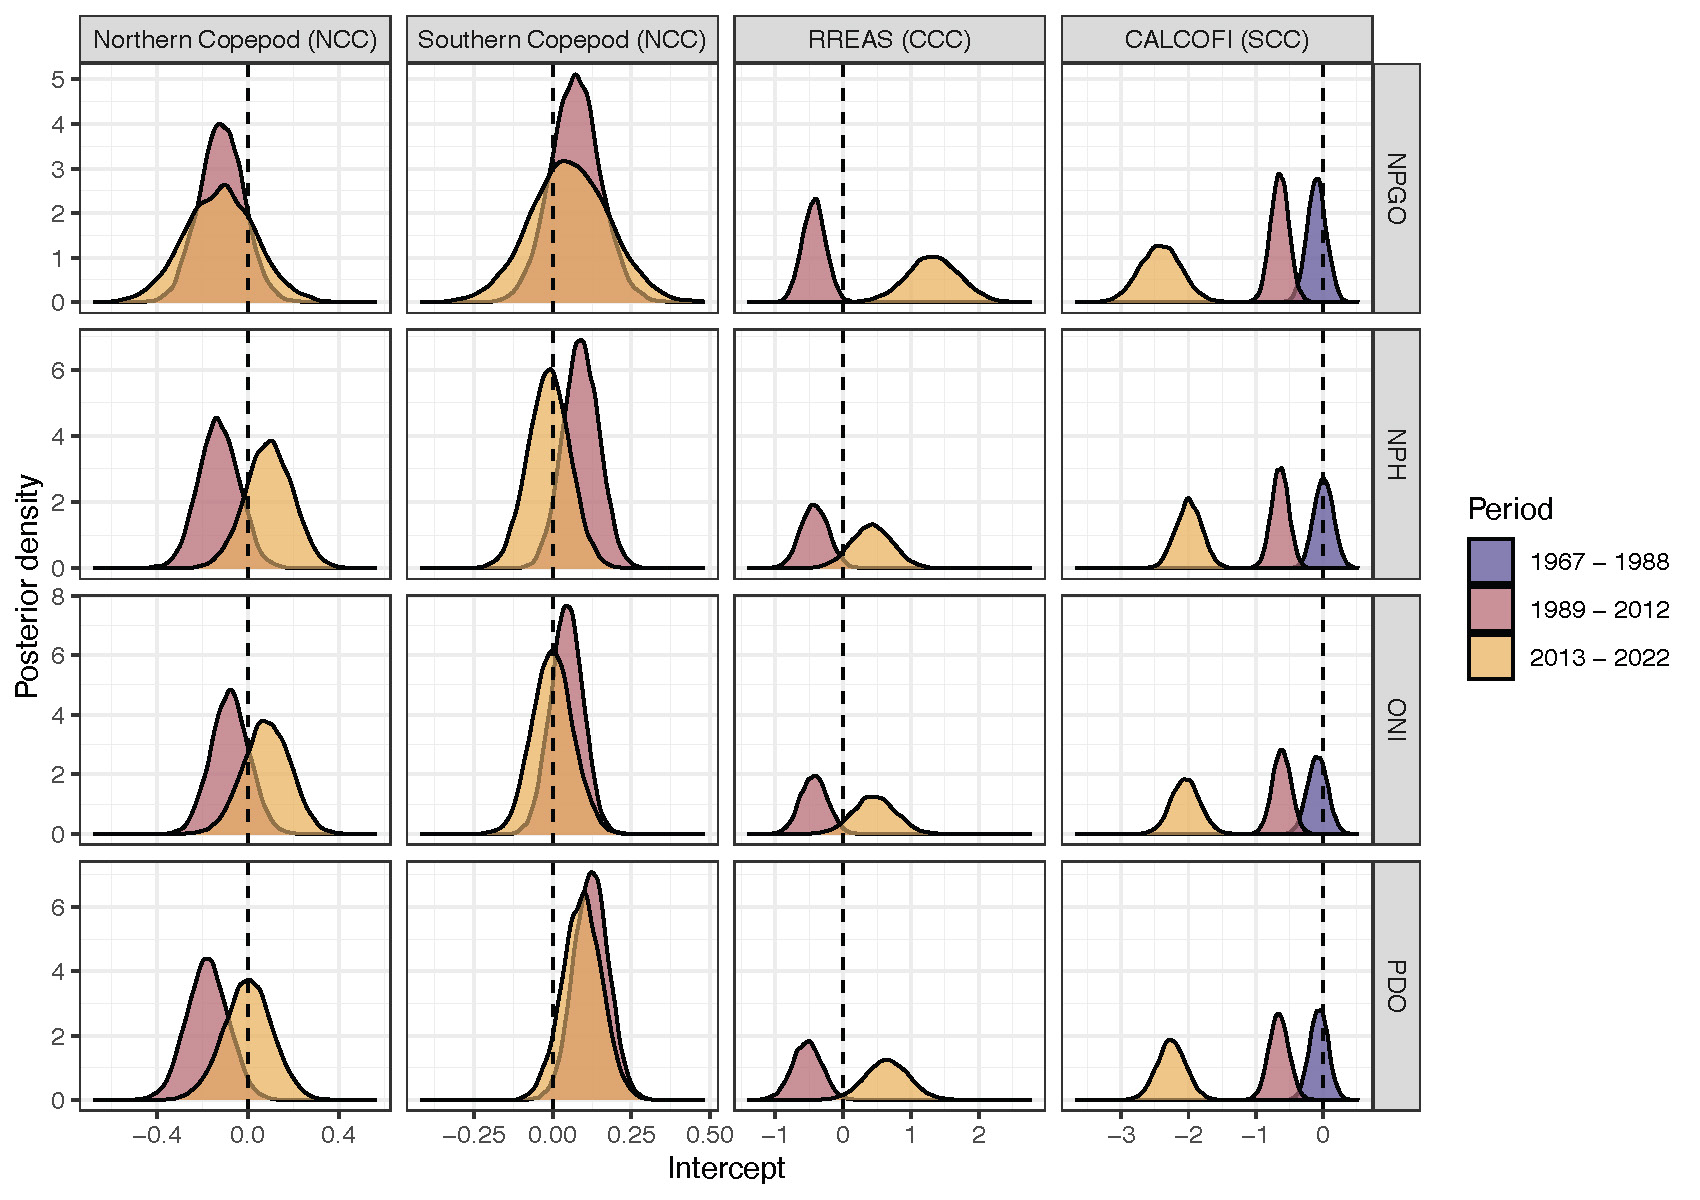 Northern Copepod (NCC)
Southern Copepod (NCC)
RREAS (CCC)
CALCOFI (SCC)
5
4
3
2
1
0
NPGO
6
4
2
0
NPH
8
6
4
2
0
ONI
6
4
2
0
PDO
−0.4 0.0 0.4
−0.25 0.00 0.25 0.50
−1 0 1 2
−3 −2 −1 0
Intercept
Posterior density
Period
1967 − 1988
1989 − 2012
2013 − 2022